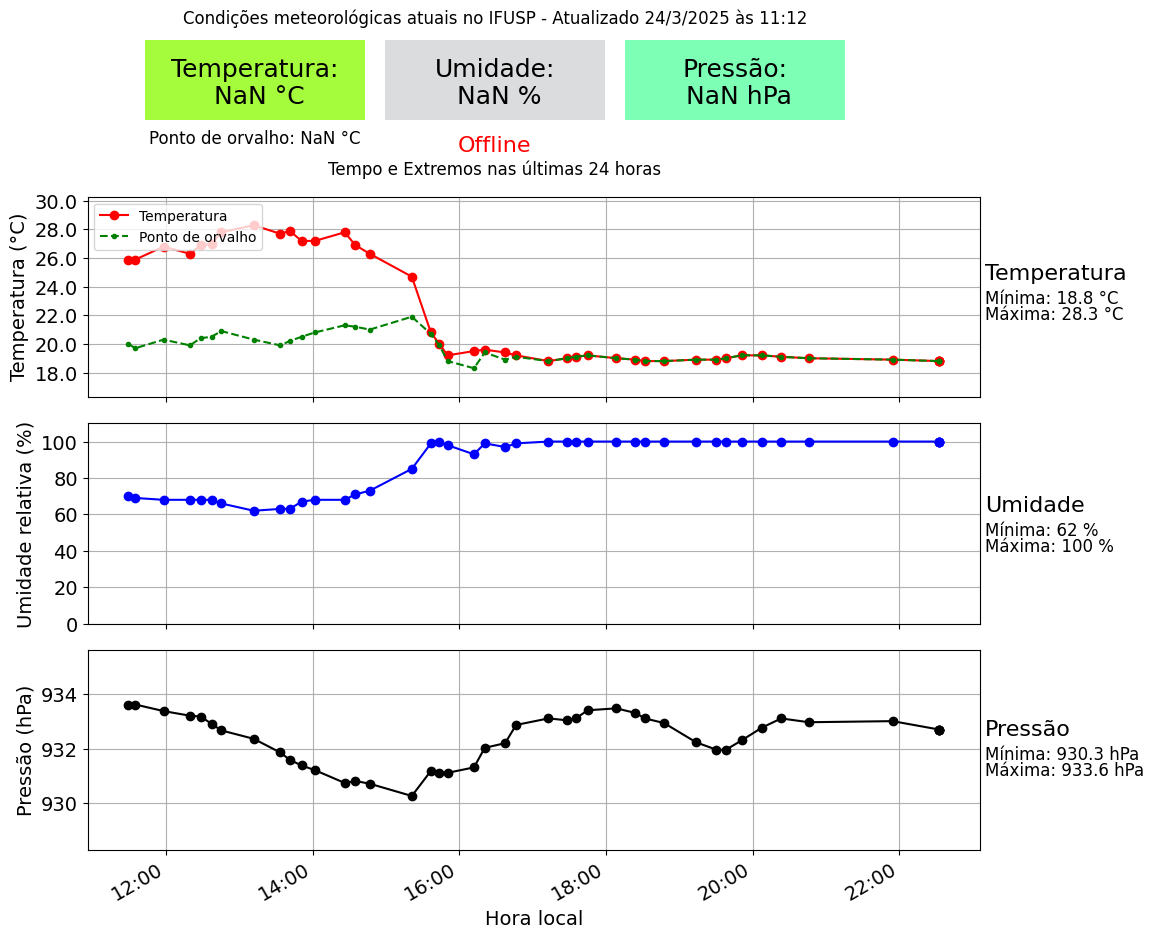 Condições meteorológicas atuais no IFUSP - Atualizado 24/3/2025 às 11:12
Temperatura:
NaN °C
Umidade:
NaN %
Pressão:
NaN hPa
Ponto de orvalho: NaN °C
Offline
Tempo e Extremos nas últimas 24 horas
Temperatura (°C)
30.0
28.0
26.0
24.0
22.0
20.0
18.0
Temperatura
Ponto de orvalho
Temperatura
Mínima: 18.8 °C
Máxima: 28.3 °C
Umidade relativa (%)
100
80
60
40
20
0
Umidade
Mínima: 62 %
Máxima: 100 %
Pressão (hPa)
934
932
930
Pressão
Mínima: 930.3 hPa
Máxima: 933.6 hPa
12:00
14:00
16:00
18:00
20:00
22:00
Hora local